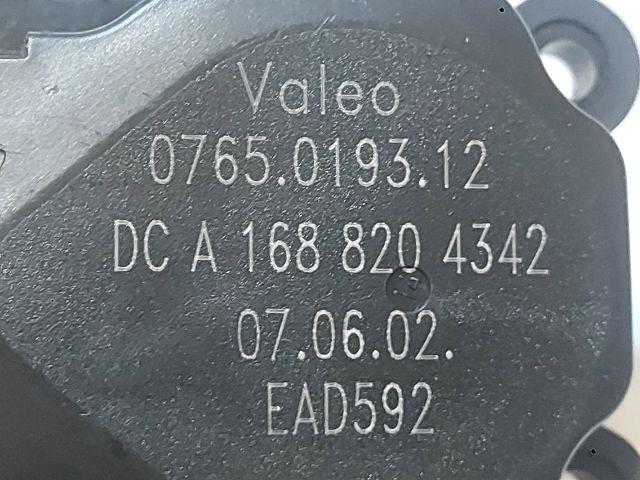 Valeo
0765.0193.12
DC A 168 820 4342
07.06.02.
EAD592